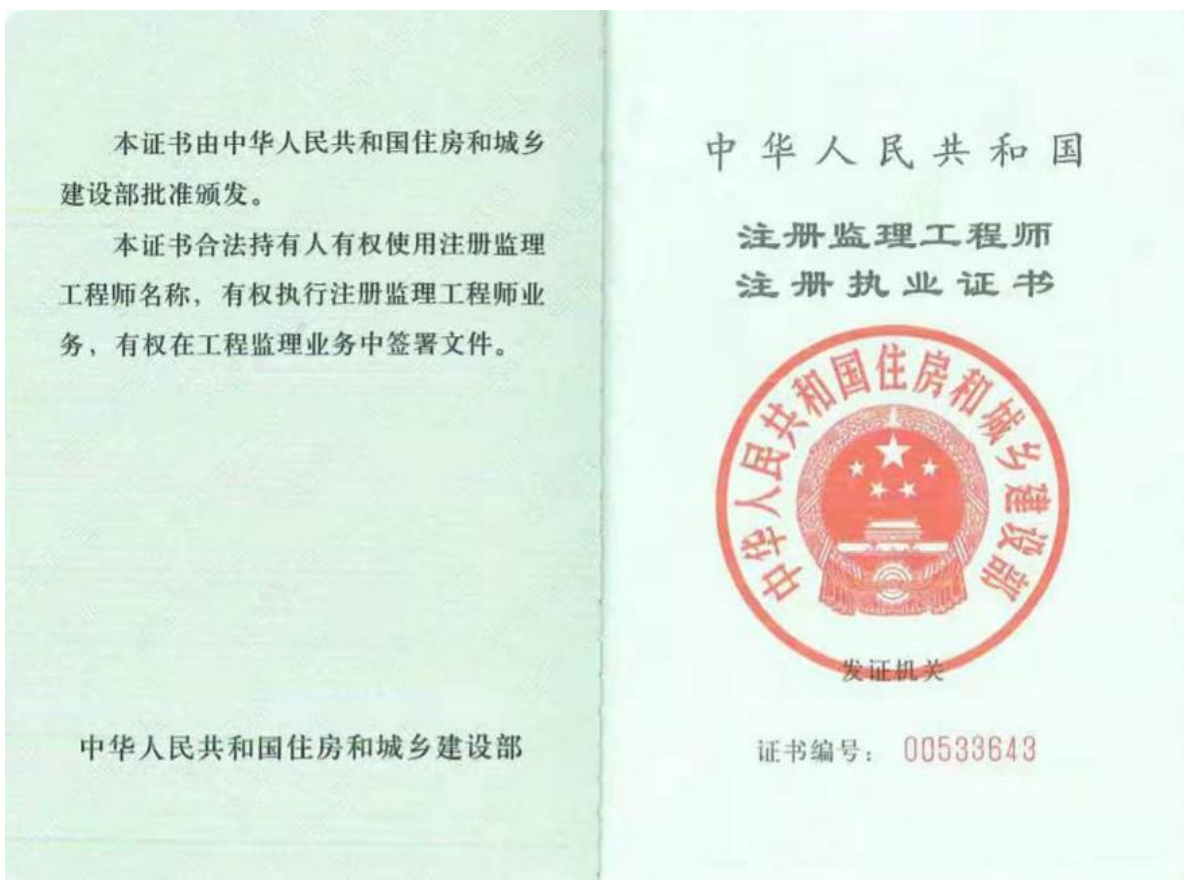 本证书由中华人民共和国住房和城乡
建设部批准颁发。
本证书合法持有人有权使用注册监理
工程师名称，有权执行注册监理工程师业
务，有权在工程监理业务中签署文件。
中华人民共和国住房和城乡建设部
中华人民共和国
注册监理工程师
注册执业证书
中华人民共和国住房和城乡建设部
发证机关
证书编号：00533643